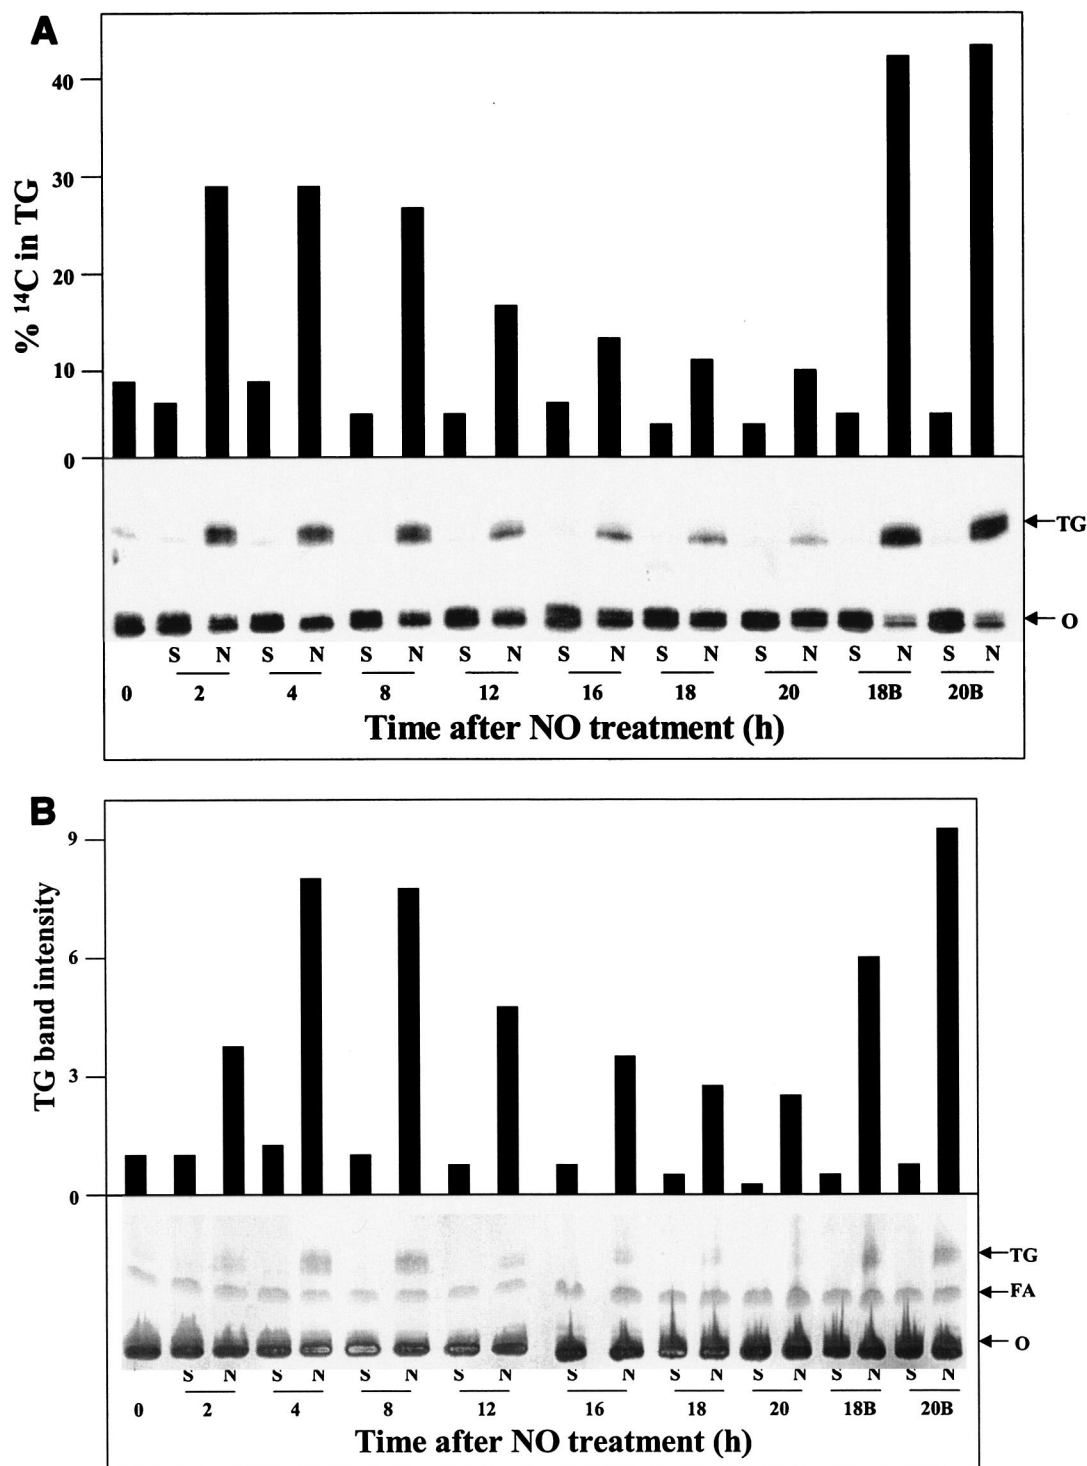 A
40
30
20
10
0
% ¹⁴C in TG
TG
O
S N S N S N S N S N S N S N S N S N
0 2 4 8 12 16 18 20 18B 20B
Time after NO treatment (h)
B
9
6
3
0
TG band intensity
TG
FA
O
S N S N S N S N S N S N S N S N S N
0 2 4 8 12 16 18 20 18B 20B
Time after NO treatment (h)